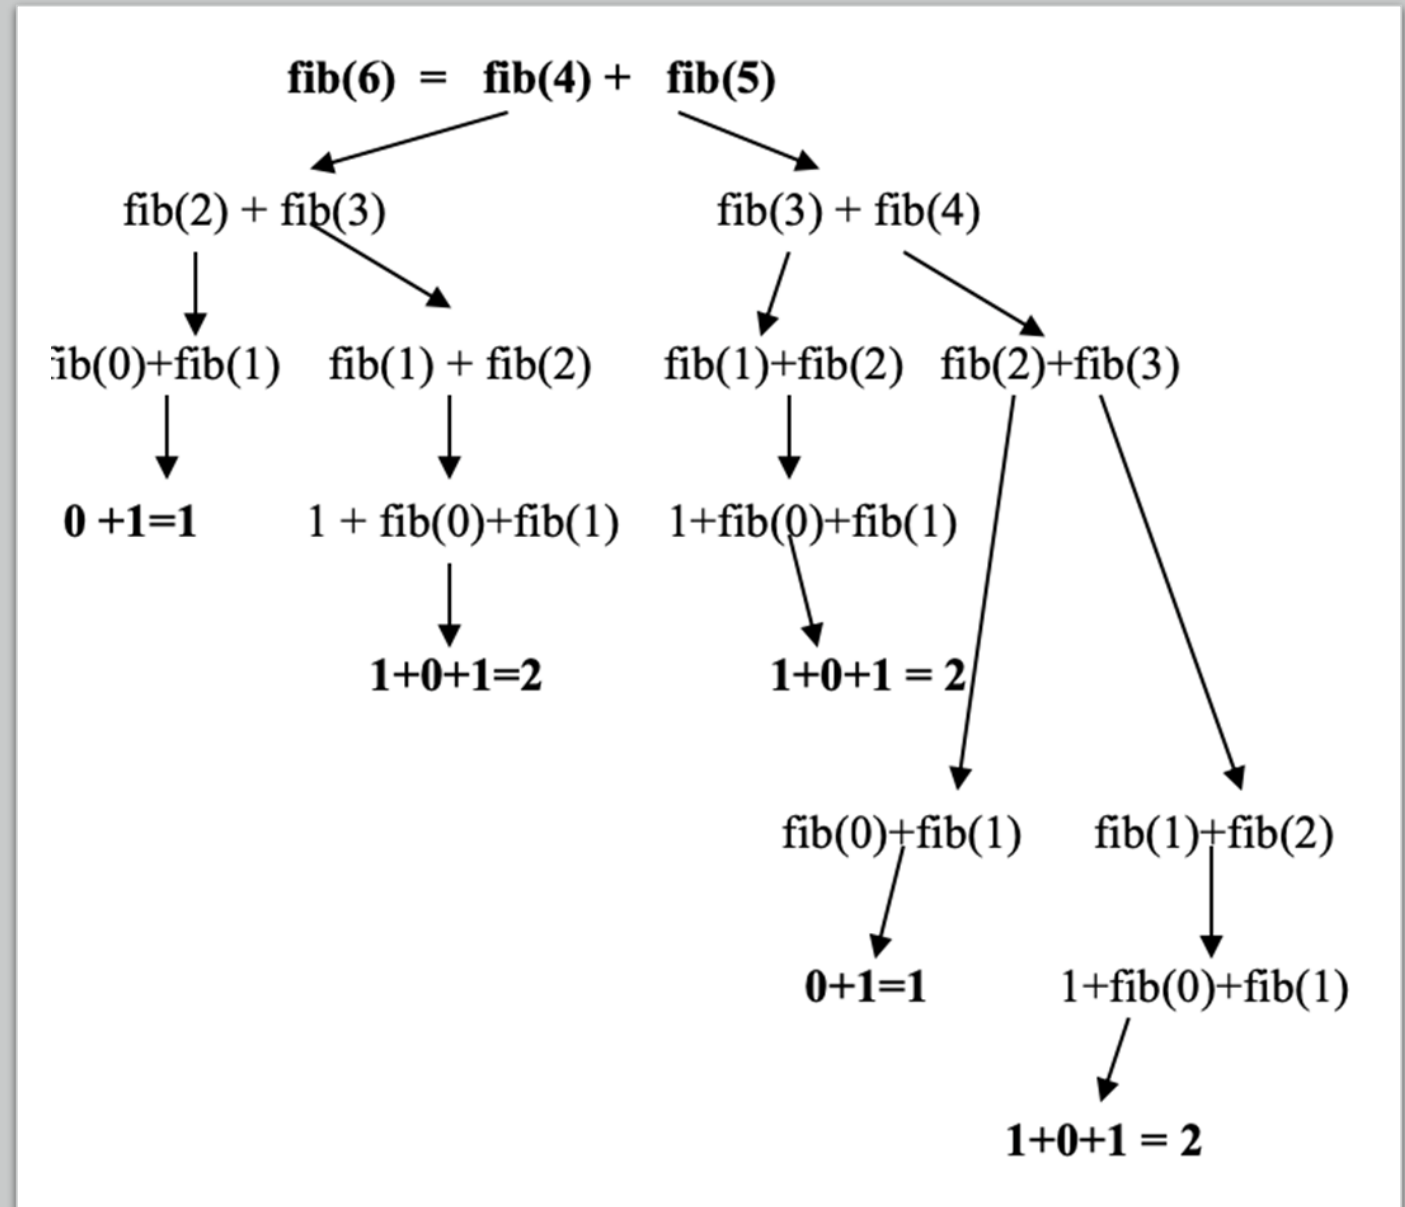 fib(6) = fib(4) + fib(5)
fib(2) + fib(3) fib(3) + fib(4)
ib(0)+fib(1) fib(1) + fib(2) fib(1)+fib(2) fib(2)+fib(3)
0 +1=1 1 + fib(0)+fib(1) 1+fib(0)+fib(1)
1+0+1=2 1+0+1 = 2
fib(0)+fib(1) fib(1)+fib(2)
0+1=1 1+fib(0)+fib(1)
1+0+1 = 2